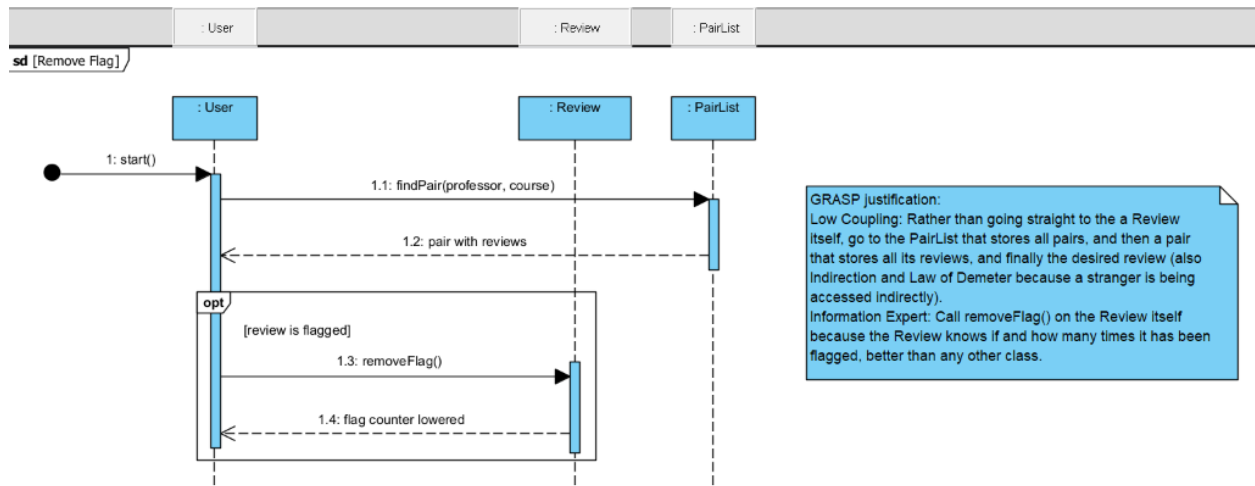 : User
: Review
: PairList
sd [Remove Flag]
: User
: Review
: PairList
1: start()
1.1: findPair(professor, course)
1.2: pair with reviews
opt
[review is flagged]
1.3: removeFlag()
1.4: flag counter lowered
GRASP justification:
Low Coupling: Rather than going straight to the a Review
itself, go to the PairList that stores all pairs, and then a pair
that stores all its reviews, and finally the desired review (also
Indirection and Law of Demeter because a stranger is being
accessed indirectly).
Information Expert: Call removeFlag() on the Review itself
because the Review knows if and how many times it has been
flagged, better than any other class.